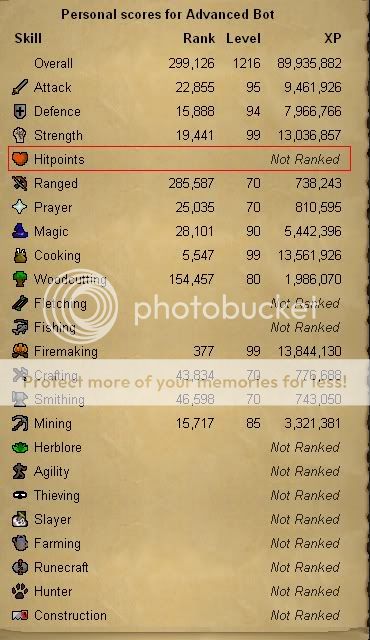 Personal scores for Advanced Bot
Skill Rank Level XP
Overall 299,126 1216 89,935,882
Attack 22,855 95 9,461,926
Defence 15,888 94 7,966,766
Strength 19,441 99 13,036,857
Hitpoints Not Ranked
Ranged 285,587 70 738,243
Prayer 25,035 70 810,595
Magic 28,101 90 5,442,396
Cooking 5,547 99 13,561,926
Woodcutting 154,457 80 1,986,070
Fletching Not Ranked
photobucket
Fishing Not Ranked
Firemaking 377 99 13,844,130
Crafting 43,834 70 776,688
Protect more of your memories for less!
Smithing 46,598 70 743,050
Mining 15,717 85 3,321,381
Herblore Not Ranked
Agility Not Ranked
Thieving Not Ranked
Slayer Not Ranked
Farming Not Ranked
Runecraft Not Ranked
Hunter Not Ranked
Construction Not Ranked